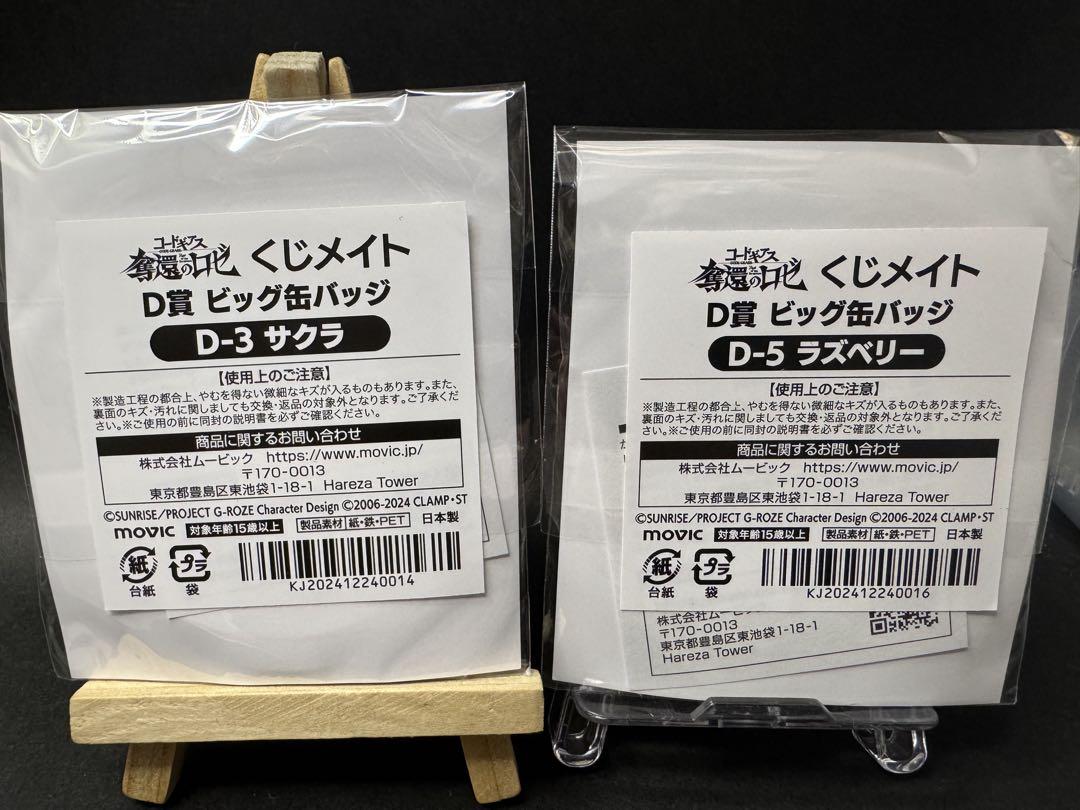 コードギアス
奪還のロゼ くじメイト
D賞 ビッグ缶バッジ
D-3 サクラ
【使用上のご注意】
※製造工程の都合上、やむを得ない微細なキズが入るものもあります。また、
裏面のキズ・汚れに関しましても交換・返品の対象外となります。ご了承くださ
い。※ご使用の前に同封の説明書を必ずご確認ください。
商品に関するお問い合わせ
株式会社ムービック https://www.movic.jp/
〒170-0013
東京都豊島区東池袋1-18-1 Hareza Tower
©SUNRISE/PROJECT G-ROZE Character Design ©2006-2024 CLAMP・ST
movic 対象年齢15歳以上 製品素材 紙・鉄・PET 日本製
紙 プラ
台紙 袋
KJ202412240014
コードギアス
奪還のロゼ くじメイト
D賞 ビッグ缶バッジ
D-5 ラズベリー
【使用上のご注意】
※製造工程の都合上、やむを得ない微細なキズが入るものもあります。また、
裏面のキズ・汚れに関しましても交換・返品の対象外となります。ご了承くださ
い。※ご使用の前に同封の説明書を必ずご確認ください。
商品に関するお問い合わせ
株式会社ムービック https://www.movic.jp/
〒170-0013
東京都豊島区東池袋1-18-1 Hareza Tower
©SUNRISE/PROJECT G-ROZE Character Design ©2006-2024 CLAMP・ST
movic 対象年齢15歳以上 製品素材 紙・鉄・PET 日本製
紙 プラ
台紙 袋
KJ202412240016
株式会社ムービック
〒170-0013
東京都豊島区東池袋1-18-1
Hareza Tower